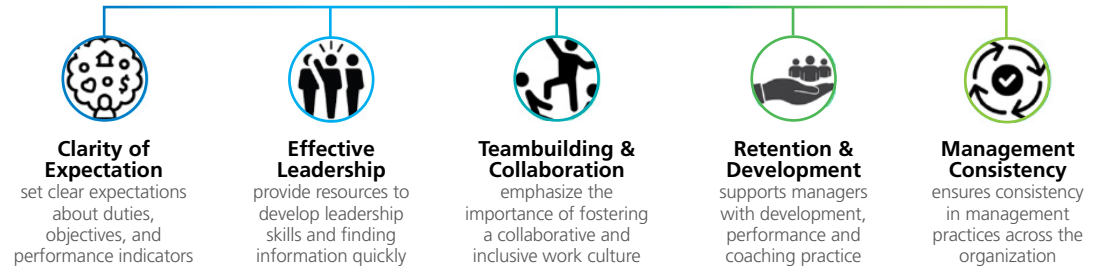 Clarity of
Expectation
set clear expectations
about duties,
objectives, and
performance indicators
Effective
Leadership
provide resources to
develop leadership
skills and finding
information quickly
Teambuilding &
Collaboration
emphasize the
importance of fostering
a collaborative and
inclusive work culture
Retention &
Development
supports managers
with development,
performance and
coaching practice
Management
Consistency
ensures consistency
in management
practices across the
organization